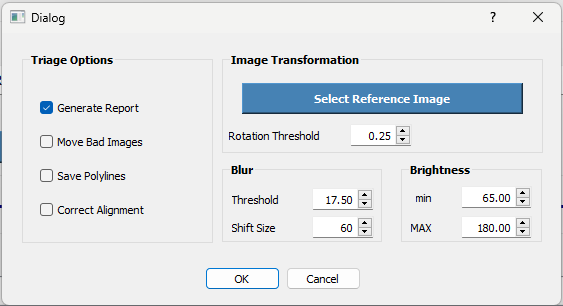 Dialog
?
Triage Options
Generate Report
Move Bad Images
Save Polylines
Correct Alignment
Image Transformation
Select Reference Image
Rotation Threshold 0.25
Blur
Threshold 17.50
Shift Size 60
Brightness
min 65.00
MAX 180.00
OK
Cancel